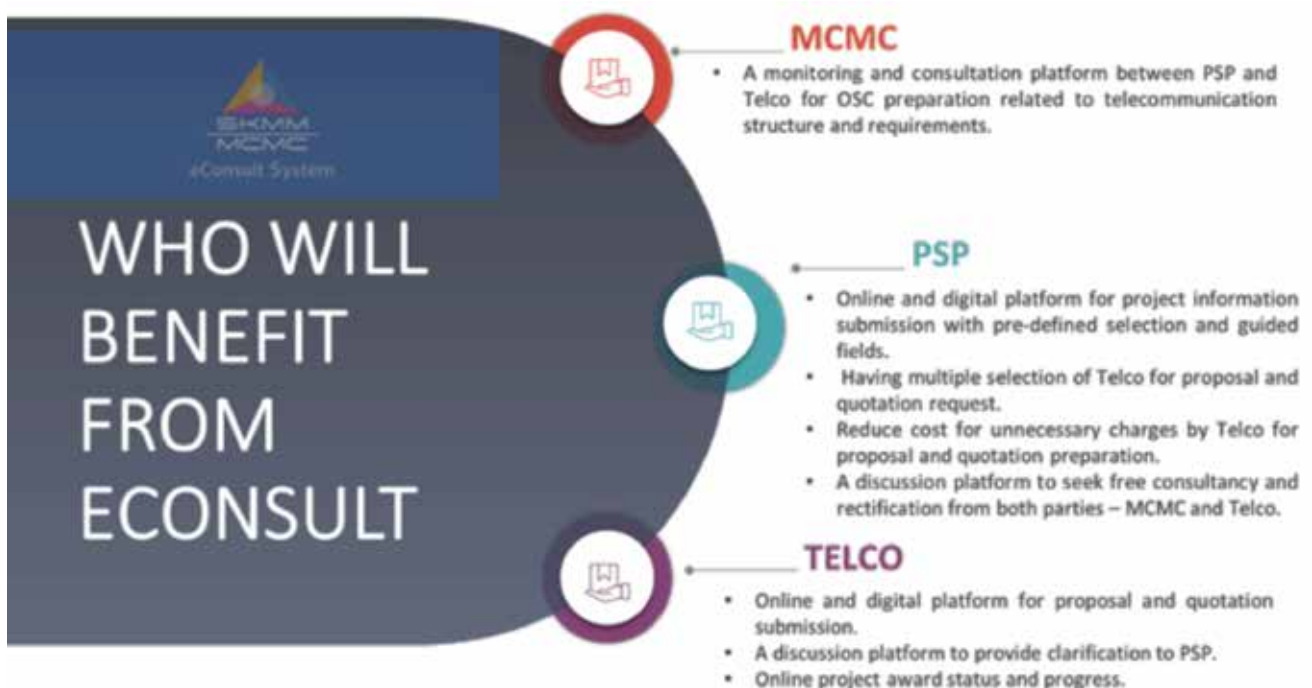 SKMM
MCMC
eConsult System
WHO WILL
BENEFIT
FROM
ECONSULT
MCMC
• A monitoring and consultation platform between PSP and
Telco for OSC preparation related to telecommunication
structure and requirements.
PSP
• Online and digital platform for project information
submission with pre-defined selection and guided
fields.
• Having multiple selection of Telco for proposal and
quotation request.
• Reduce cost for unnecessary charges by Telco for
proposal and quotation preparation.
• A discussion platform to seek free consultancy and
rectification from both parties – MCMC and Telco.
TELCO
• Online and digital platform for proposal and quotation
submission.
• A discussion platform to provide clarification to PSP.
• Online project award status and progress.